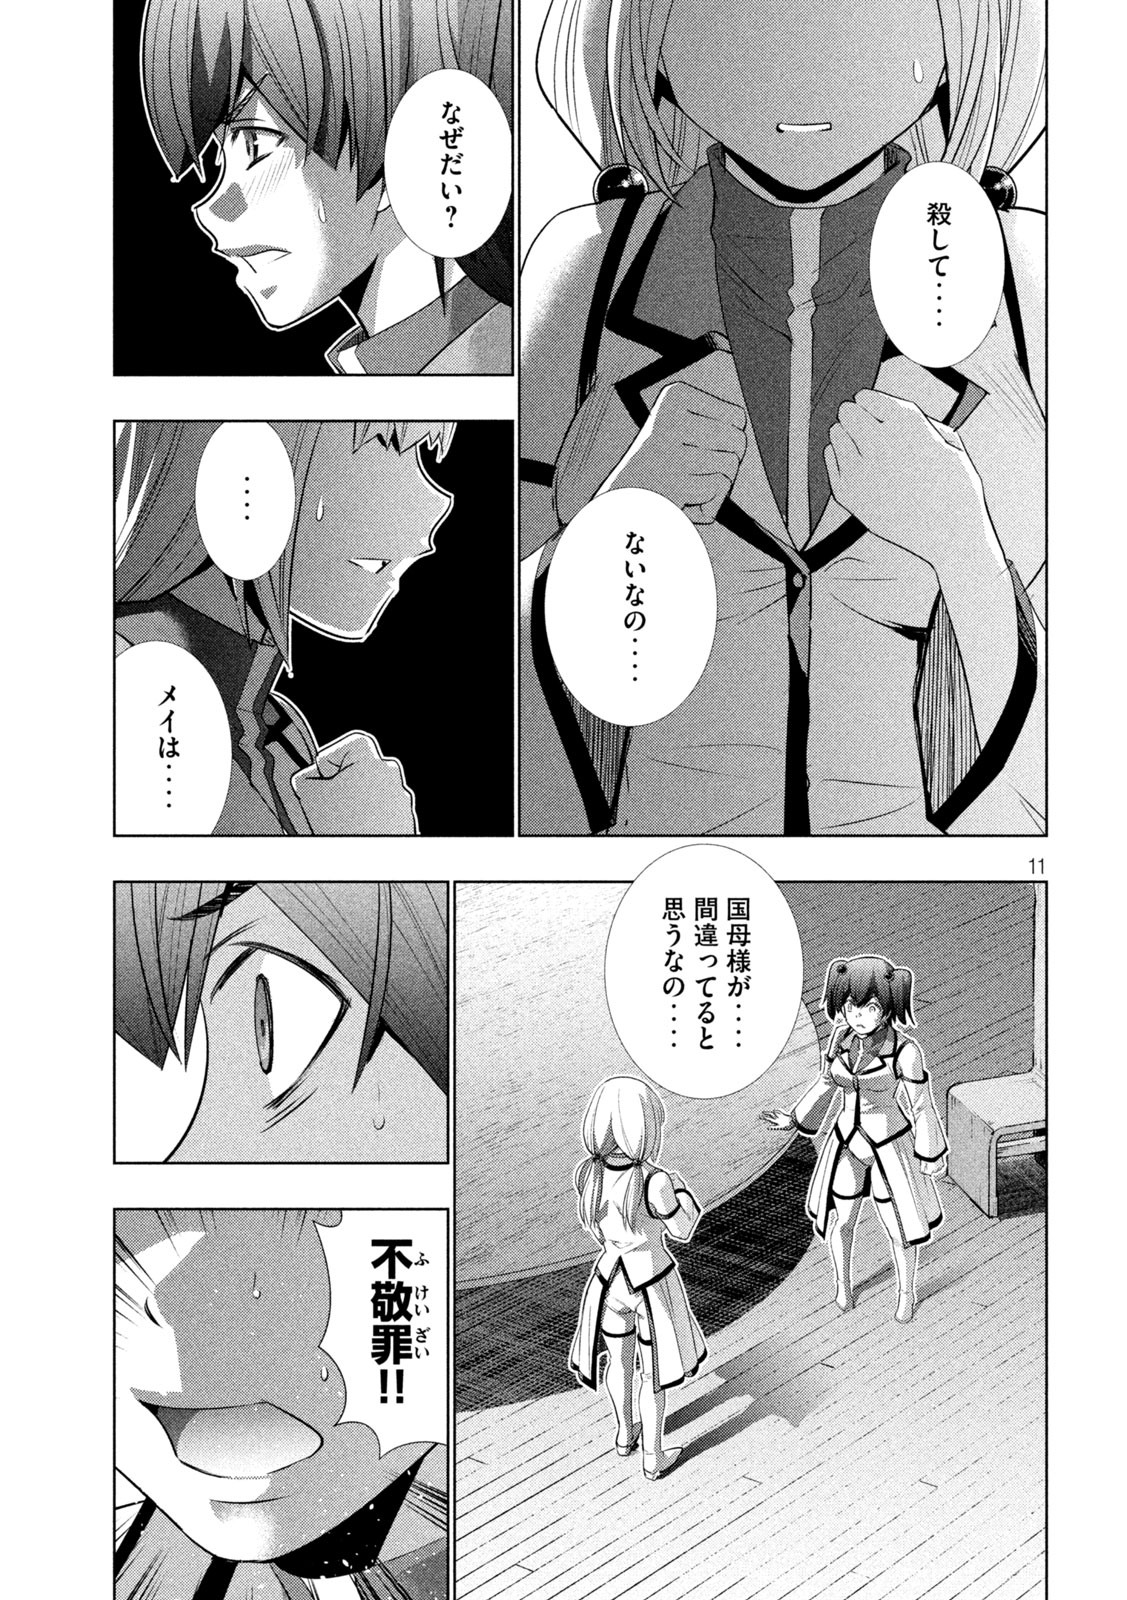 殺して‥‥
ないなの‥‥
なぜだい?
‥‥
メイは‥‥
11
国母様が‥‥
間違ってると
思うなの‥‥
不敬罪!!
ふけいざい